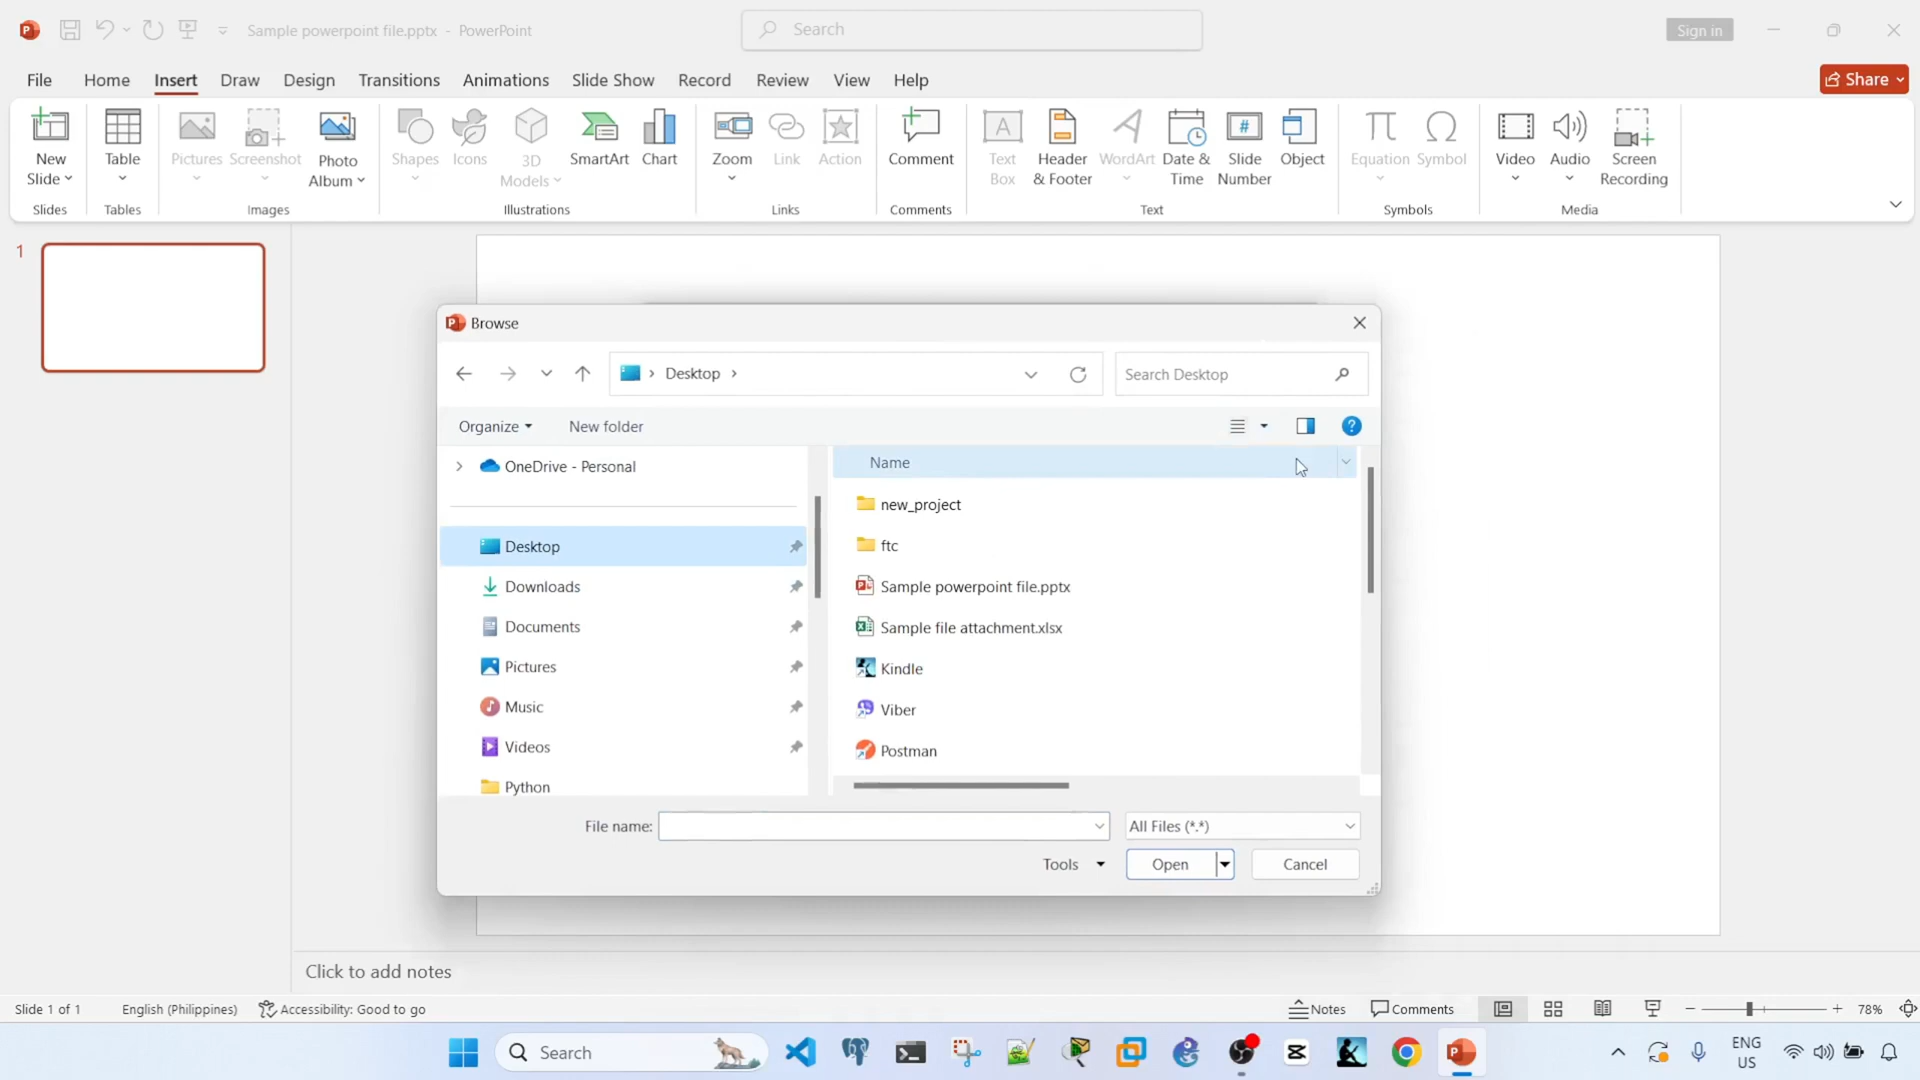 Sample powerpoint file.pptx - PowerPoint
Search
Sign in
File Home Insert Draw Design Transitions Animations Slide Show Record Review View Help
Share
New Slide
Table
Pictures
Screenshot
Photo Album
Shapes
Icons
3D Models
SmartArt
Chart
Zoom
Link
Action
Comment
Text Box
Header & Footer
WordArt
Date & Time
Slide Number
Object
Equation
Symbol
Video
Audio
Screen Recording
Slides
Tables
Images
Illustrations
Links
Comments
Text
Symbols
Media
1
Browse
Desktop
Search Desktop
Organize
New folder
OneDrive - Personal
Desktop
Downloads
Documents
Pictures
Music
Videos
Python
Name
new_project
ftc
Sample powerpoint file.pptx
Sample file attachment.xlsx
Kindle
Viber
Postman
File name:
All Files (*.*)
Tools
Open
Cancel
Click to add notes
Slide 1 of 1
English (Philippines)
Accessibility: Good to go
Notes
Comments
78%
Search
ENG
US